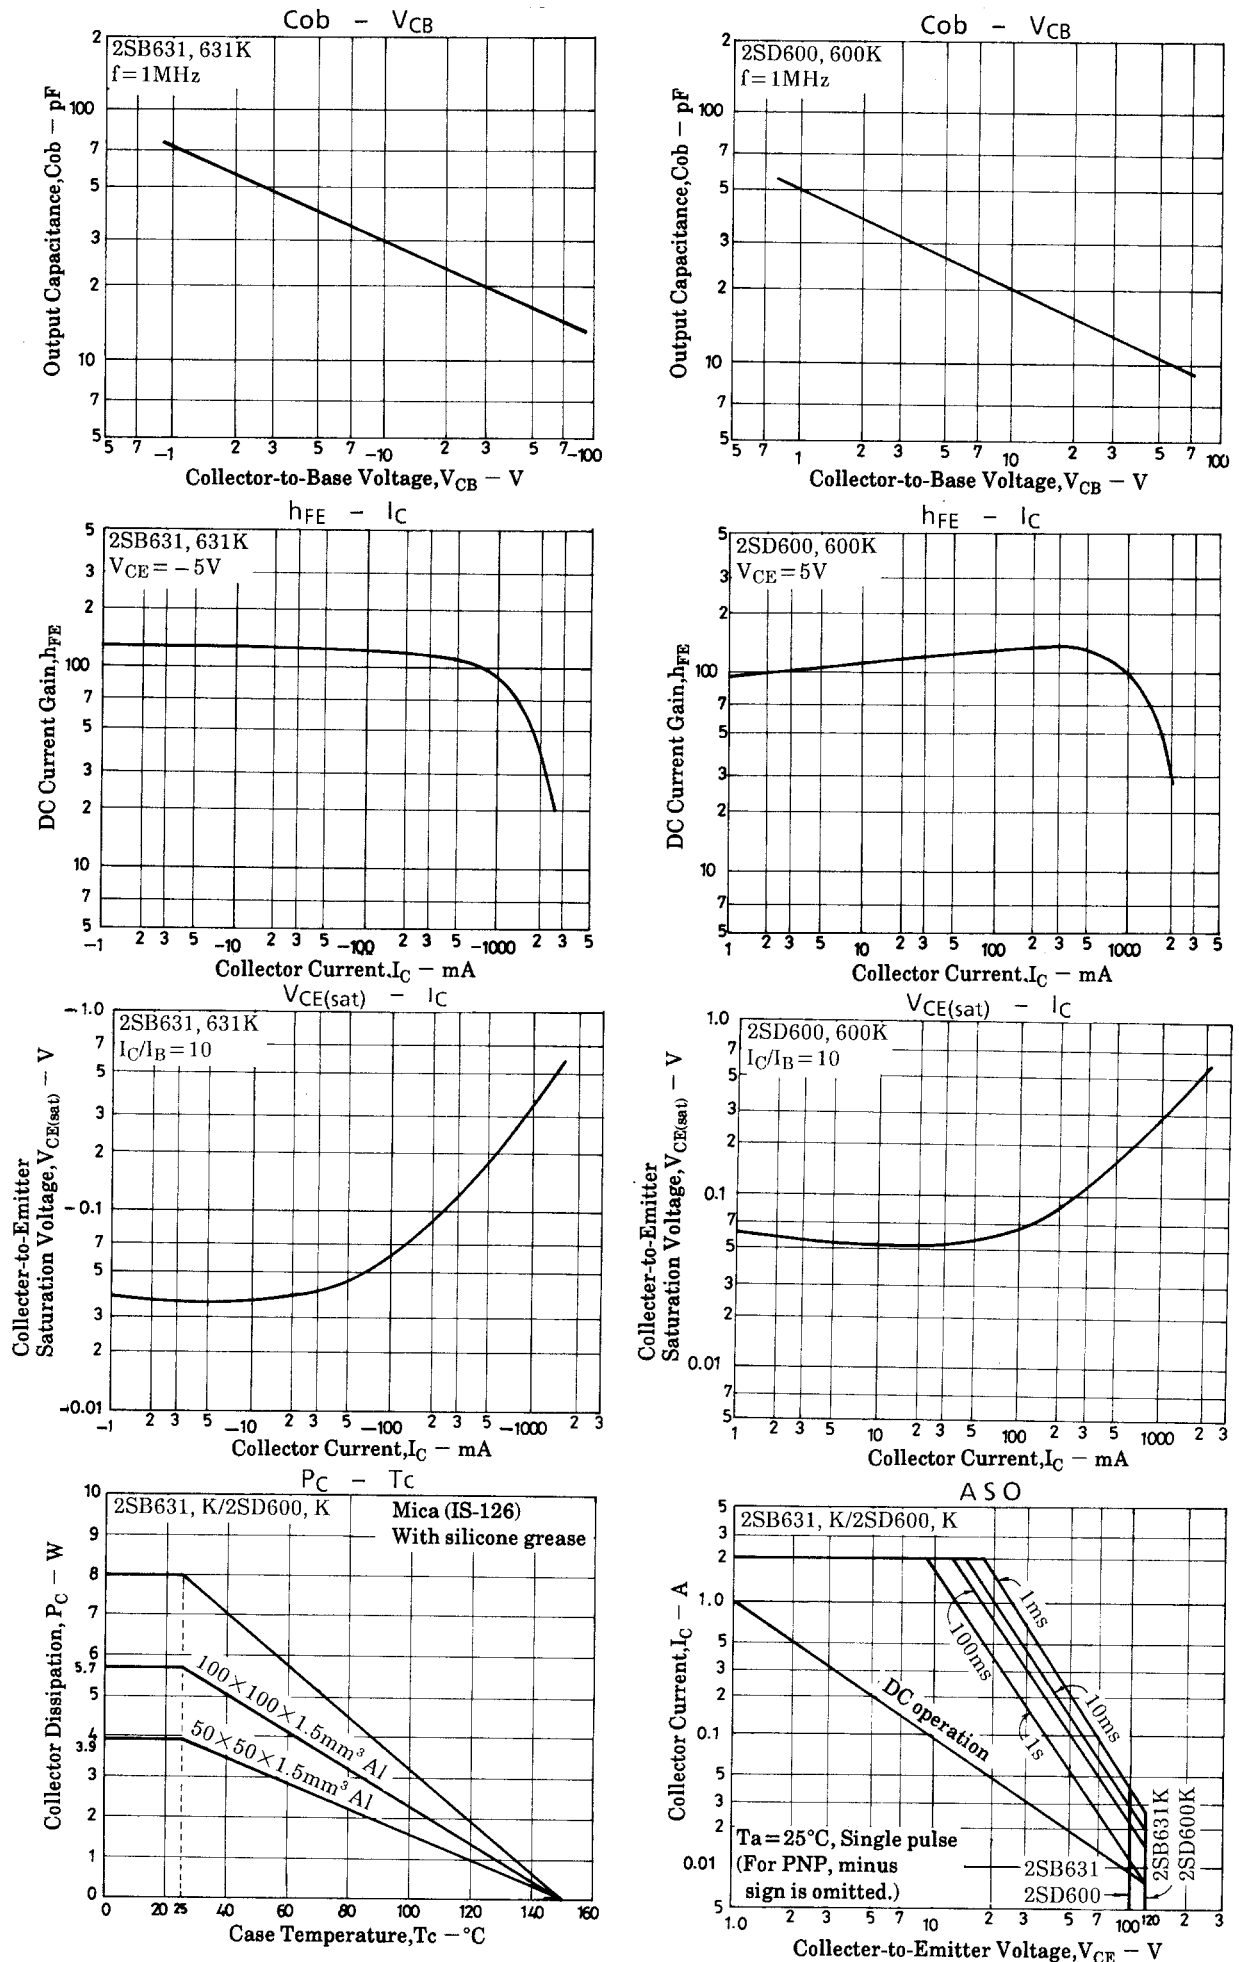 Cob – VCB
2SB631, 631K
f=1MHz
Output Capacitance, Cob – pF
2
100
7
5
3
2
10
7
5
5 7 -1 2 3 5 7 -10 2 3 5 7 -100
Collector-to-Base Voltage, VCB – V
Cob – VCB
2SD600, 600K
f=1MHz
Output Capacitance, Cob – pF
2
100
7
5
3
2
10
7
5
5 7 1 2 3 5 7 10 2 3 5 7 100
Collector-to-Base Voltage, VCB – V
hFE – IC
2SB631, 631K
VCE = –5V
DC Current Gain, hFE
5
3
2
100
7
5
3
2
10
7
5
-1 2 3 5 -10 2 3 5 -100 2 3 5 -1000 2 3 5
Collector Current, IC – mA
hFE – IC
2SD600, 600K
VCE = 5V
DC Current Gain, hFE
5
3
2
100
7
5
3
2
10
7
5
1 2 3 5 10 2 3 5 100 2 3 5 1000 2 3 5
Collector Current, IC – mA
VCE(sat) – IC
2SB631, 631K
IC/IB = 10
Collecter-to-Emitter
Saturation Voltage, VCE(sat) – V
-1.0
7
5
3
2
-0.1
7
5
3
2
-0.01
-1 2 3 5 -10 2 3 5 -100 2 3 5 -1000 2 3
Collector Current, IC – mA
VCE(sat) – IC
2SD600, 600K
IC/IB = 10
Collecter-to-Emitter
Saturation Voltage, VCE(sat) – V
1.0
7
5
3
2
0.1
7
5
3
2
0.01
7
5
1 2 3 5 10 2 3 5 100 2 3 5 1000 2 3
Collector Current, IC – mA
PC – Tc
2SB631, K/2SD600, K
Mica (IS-126)
With silicone grease
Collector Dissipation, PC – W
10
9
8
7
6
5.7
5
4
3.9
3
2
1
0
100×100×1.5mm³ Al
50×50×1.5mm³ Al
0 20 25 40 60 80 100 120 140 160
Case Temperature, Tc – °C
ASO
2SB631, K/2SD600, K
Collector Current, IC – A
5
3
2
1.0
5
3
2
0.1
5
3
2
0.01
5
1ms
100ms
10ms
1s
DC operation
Ta=25°C, Single pulse
(For PNP, minus
sign is omitted.)
2SB631
2SD600
2SB631K
2SD600K
1.0 2 3 5 7 10 2 3 5 7 100 120 2 3
Collecter-to-Emitter Voltage, VCE – V